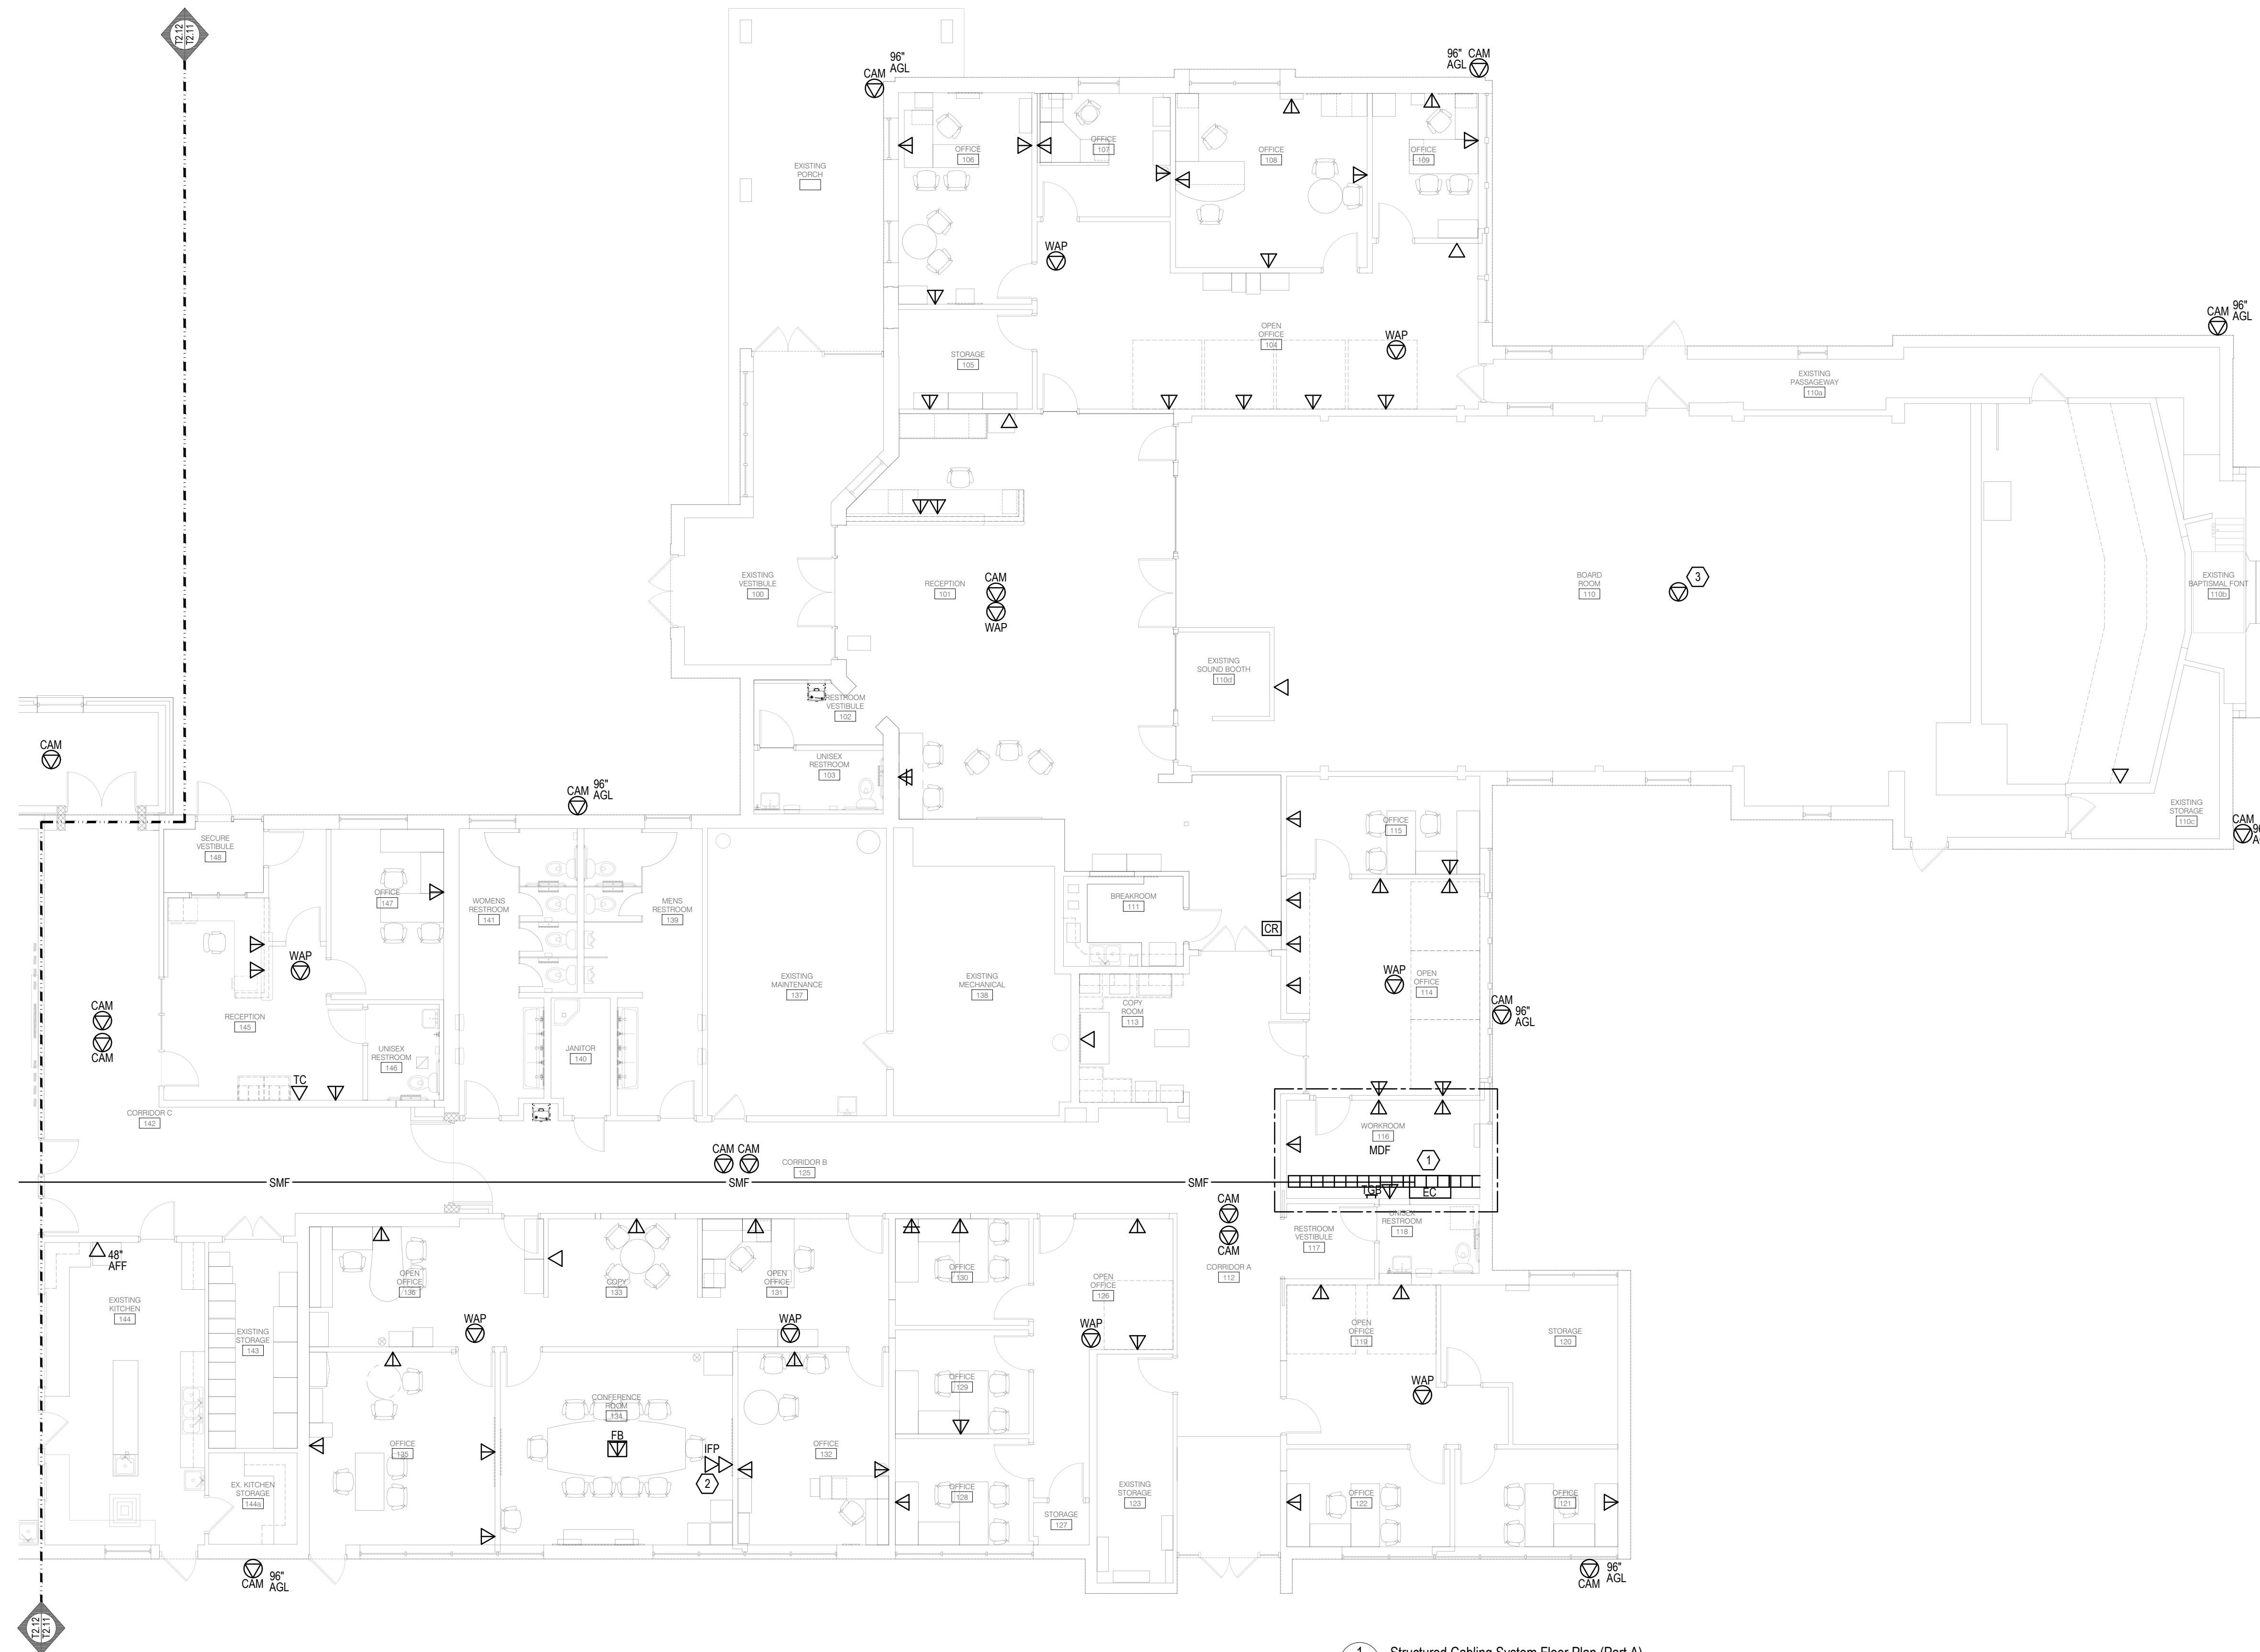 T2.12
T2.11
96"
CAM
AGL
96" CAM
AGL
OFFICE
106
OFFICE
107
OFFICE
108
OFFICE
109
EXISTING
PORCH
WAP
96"
CAM
AGL
OPEN
OFFICE
104
WAP
STORAGE
105
EXISTING
PASSAGEWAY
110a
EXISTING
VESTIBULE
100
RECEPTION
101
CAM
WAP
BOARD
ROOM
110
3
EXISTING
BAPTISMAL FONT
110b
EXISTING
SOUND BOOTH
110d
RESTROOM
VESTIBULE
102
UNISEX
RESTROOM
103
CAM
CAM
96"
AGL
EXISTING
STORAGE
110c
CAM
SECURE
VESTIBULE
148
OFFICE
115
OFFICE
147
WOMENS
RESTROOM
141
MENS
RESTROOM
139
BREAKROOM
111
CR
WAP
EXISTING
MAINTENANCE
137
EXISTING
MECHANICAL
138
WAP
OPEN
OFFICE
114
CAM
CAM
RECEPTION
145
COPY
ROOM
113
CAM
96"
AGL
UNISEX
RESTROOM
146
JANITOR
140
TC
CORRIDOR C
142
WORKROOM
116
MDF
CAM CAM
CORRIDOR B
125
1
SMF
SMF
SMF
TGB
EC
CAM
CAM
CORRIDOR A
112
RESTROOM
VESTIBULE
117
UNISEX
RESTROOM
118
48"
AFF
EXISTING
KITCHEN
144
EXISTING
STORAGE
143
OPEN
OFFICE
136
COPY
133
OPEN
OFFICE
131
OFFICE
130
OPEN
OFFICE
126
WAP
WAP
WAP
OPEN
OFFICE
119
STORAGE
120
WAP
OFFICE
129
CONFERENCE
ROOM
134
FB
IFP
2
OFFICE
135
OFFICE
132
EX. KITCHEN
STORAGE
144a
OFFICE
128
STORAGE
127
EXISTING
STORAGE
123
OFFICE
122
OFFICE
121
CAM
96"
AGL
CAM
96"
AGL
T2.12
T2.11
1
Structured Cabling System Floor Plan (Part A)